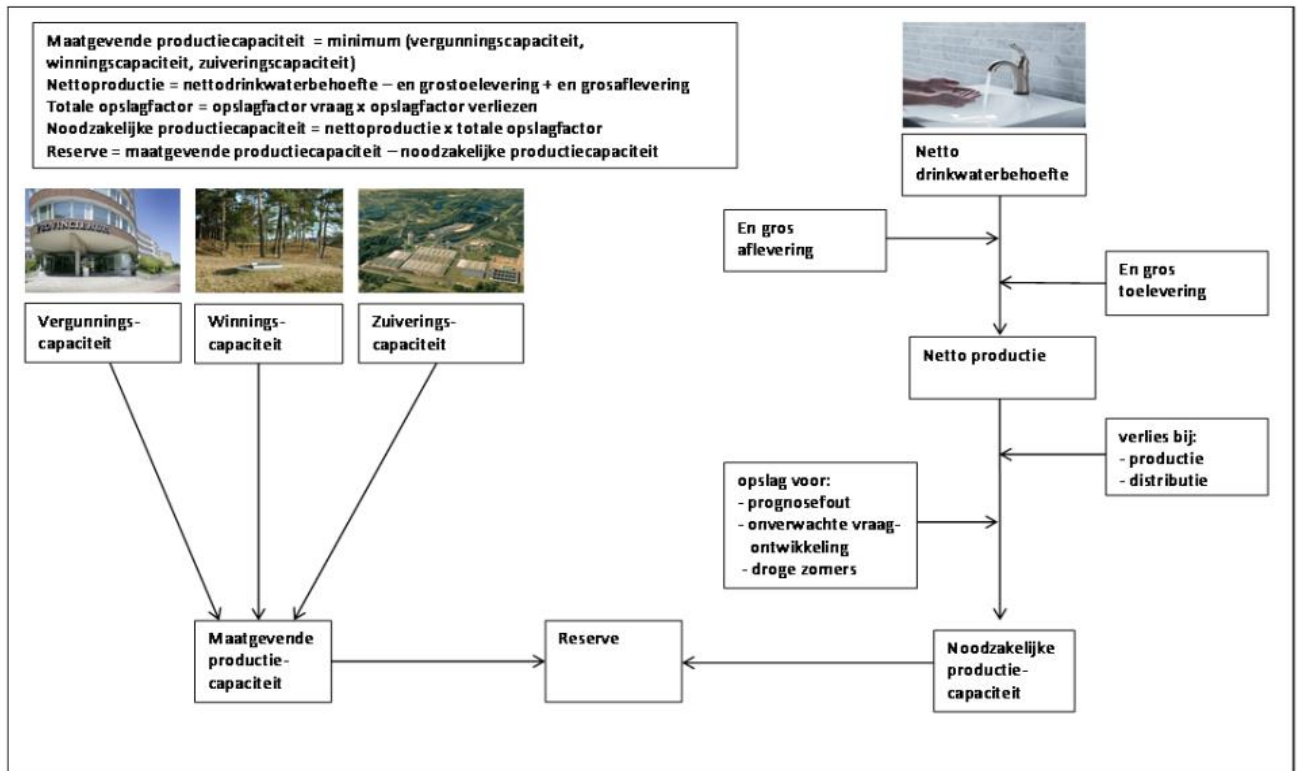 Maatgevende productiecapaciteit = minimum (vergunningscapaciteit,
winningscapaciteit, zuiveringscapaciteit)
Nettoproductie = nettodrinkwaterbehoefte – en grostoelevering + en grosaflevering
Totale opslagfactor = opslagfactor vraag x opslagfactor verliezen
Noodzakelijke productiecapaciteit = nettoproductie x totale opslagfactor
Reserve = maatgevende productiecapaciteit – noodzakelijke productiecapaciteit
Netto
drinkwaterbehoefte
En gros
aflevering
En gros
toelevering
Vergunnings-
capaciteit
Winnings-
capaciteit
Zuiverings-
capaciteit
Netto productie
verlies bij:
- productie
- distributie
opslag voor:
- prognosefout
- onverwachte vraag-
ontwikkeling
- droge zomers
Maatgevende
productie-
capaciteit
Reserve
Noodzakelijke
productie-
capaciteit